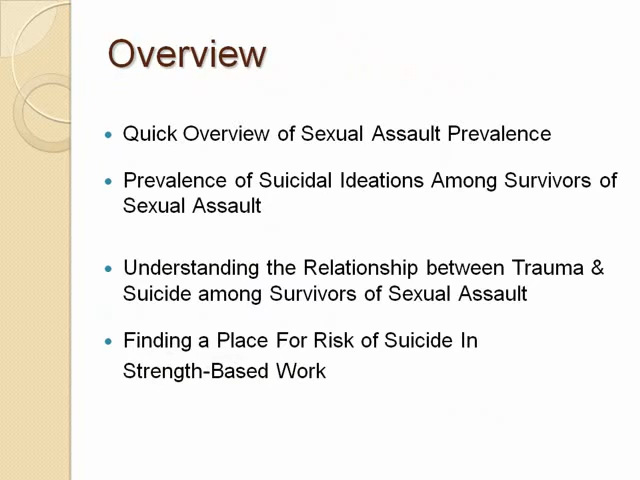 Overview
Quick Overview of Sexual Assault Prevalence
Prevalence of Suicidal Ideations Among Survivors of
Sexual Assault
Understanding the Relationship between Trauma &
Suicide among Survivors of Sexual Assault
Finding a Place For Risk of Suicide In
Strength-Based Work